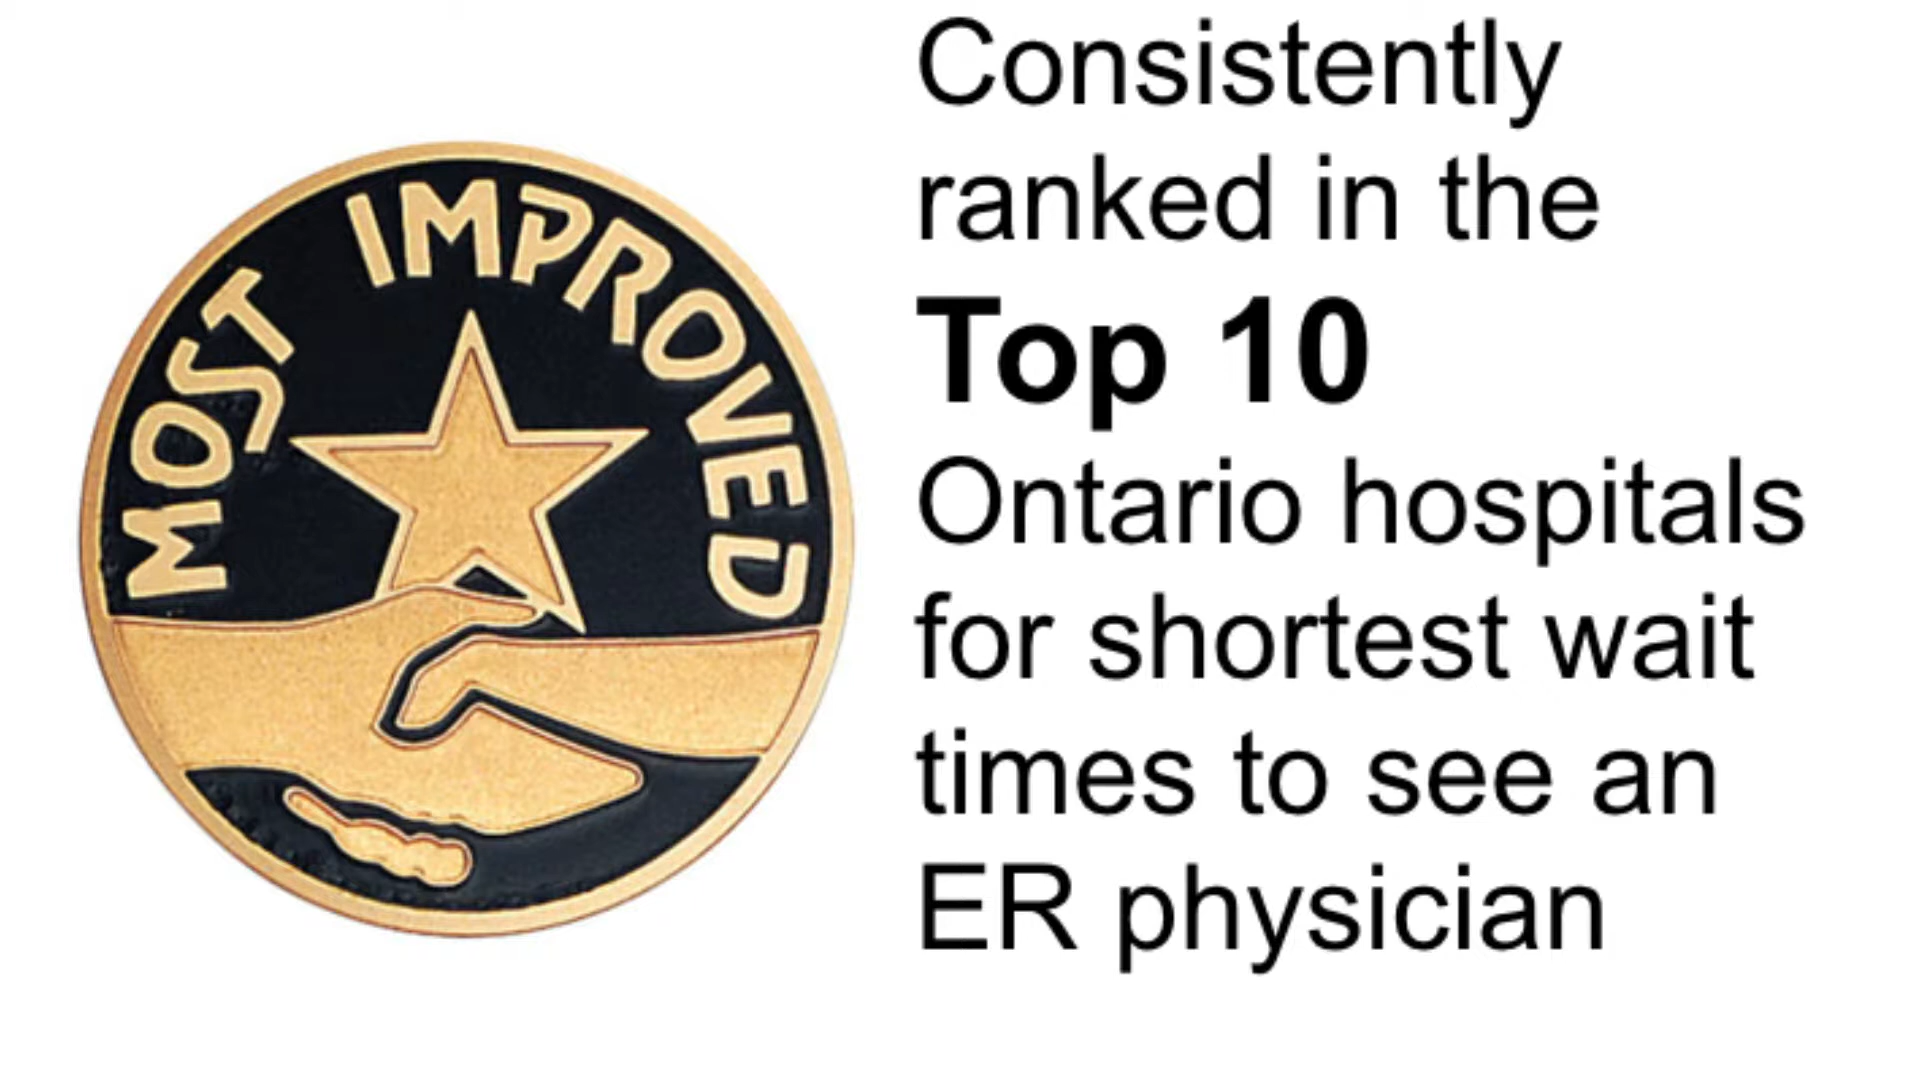 MOST IMPROVED
Consistently
ranked in the
Top 10
Ontario hospitals
for shortest wait
times to see an
ER physician